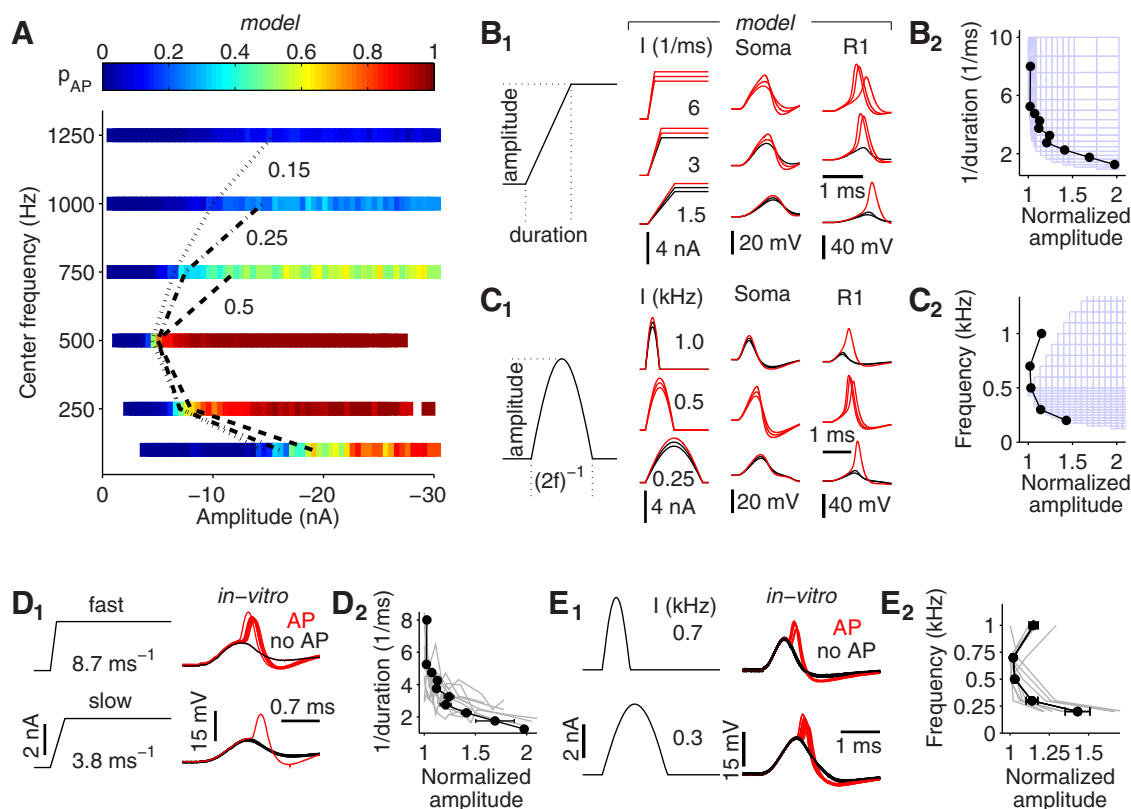 A
model
0 0.2 0.4 0.6 0.8 1
pAP
1250
1000
750
500
250
Center frequency (Hz)
0.15
0.25
0.5
0 −10 −20 −30
Amplitude (nA)
B1
amplitude
duration
model
I (1/ms) Soma R1
6
3
1.5
1 ms
4 nA 20 mV 40 mV
B2
10
6
2
1/duration (1/ms)
1 1.5 2
Normalized
amplitude
C1
amplitude
(2f)−1
I (kHz) Soma R1
1.0
0.5
0.25
1 ms
4 nA 20 mV 40 mV
C2
1
0.5
0
Frequency (kHz)
1 1.5 2
Normalized
amplitude
D1
fast
8.7 ms−1
slow
3.8 ms−1
2 nA
in−vitro
AP
no AP
0.7 ms
15 mV
D2
8
6
4
2
1/duration (1/ms)
1 1.5 2
Normalized
amplitude
E1
I (kHz)
0.7
0.3
2 nA
in−vitro
AP
no AP
1 ms
15 mV
E2
1
0.75
0.5
0.25
0
Frequency (kHz)
1 1.25 1.5
Normalized
amplitude